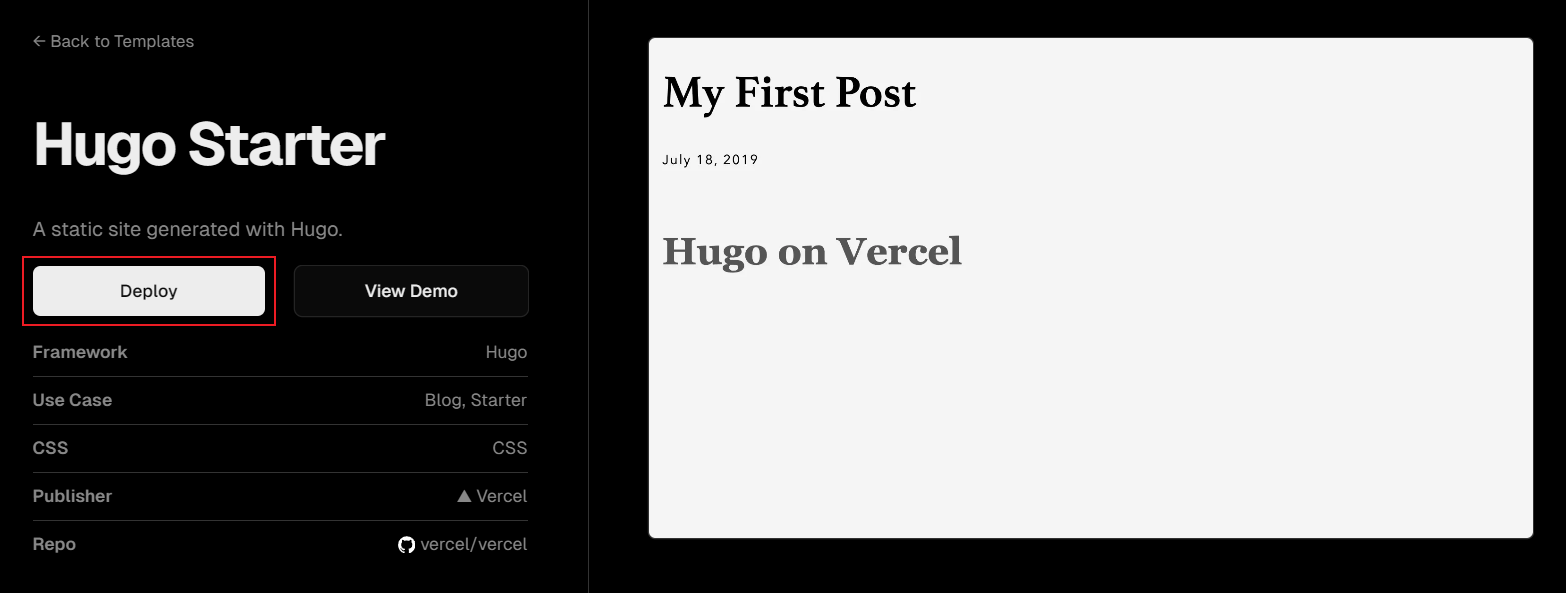 ← Back to Templates
Hugo Starter
A static site generated with Hugo.
Deploy
View Demo
Framework Hugo
Use Case Blog, Starter
CSS CSS
Publisher ▲ Vercel
Repo vercel/vercel
My First Post
July 18, 2019
Hugo on Vercel